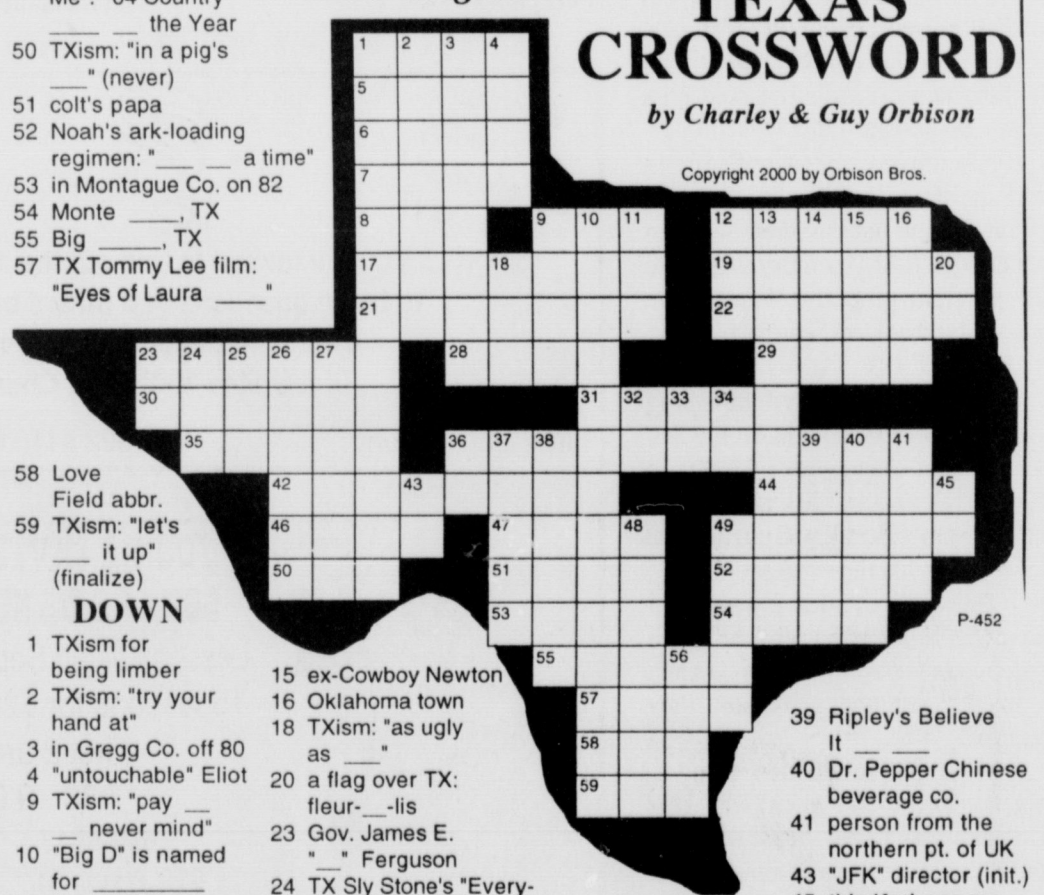 Me": '64 Country
____ __ the Year
50 TXism: "in a pig's
___" (never)
51 colt's papa
52 Noah's ark-loading
regimen: "___ __ a time"
53 in Montague Co. on 82
54 Monte ____, TX
55 Big _____, TX
57 TX Tommy Lee film:
"Eyes of Laura _____"
58 Love
Field abbr.
59 TXism: "let's
___ it up"
(finalize)
DOWN
1 TXism for
being limber
2 TXism: "try your
hand at"
3 in Gregg Co. off 80
4 "untouchable" Eliot
9 TXism: "pay __
__ never mind"
10 "Big D" is named
for ________
15 ex-Cowboy Newton
16 Oklahoma town
18 TXism: "as ugly
as ___"
20 a flag over TX:
fleur-__-lis
23 Gov. James E.
"__" Ferguson
24 TX Sly Stone's "Every-
39 Ripley's Believe
It __ ___
40 Dr. Pepper Chinese
beverage co.
41 person from the
northern pt. of UK
43 "JFK" director (init.)
TEXAS
CROSSWORD
by Charley & Guy Orbison
Copyright 2000 by Orbison Bros.
1 2 3 4
5
6
7
8 9 10 11 12 13 14 15 16
17 18 19 20
21 22
23 24 25 26 27 28 29
30 31 32 33 34
35 36 37 38 39 40 41
42 43 44 45
46 47 48 49
50 51 52
53 54
55 56
57
58
59
P-452